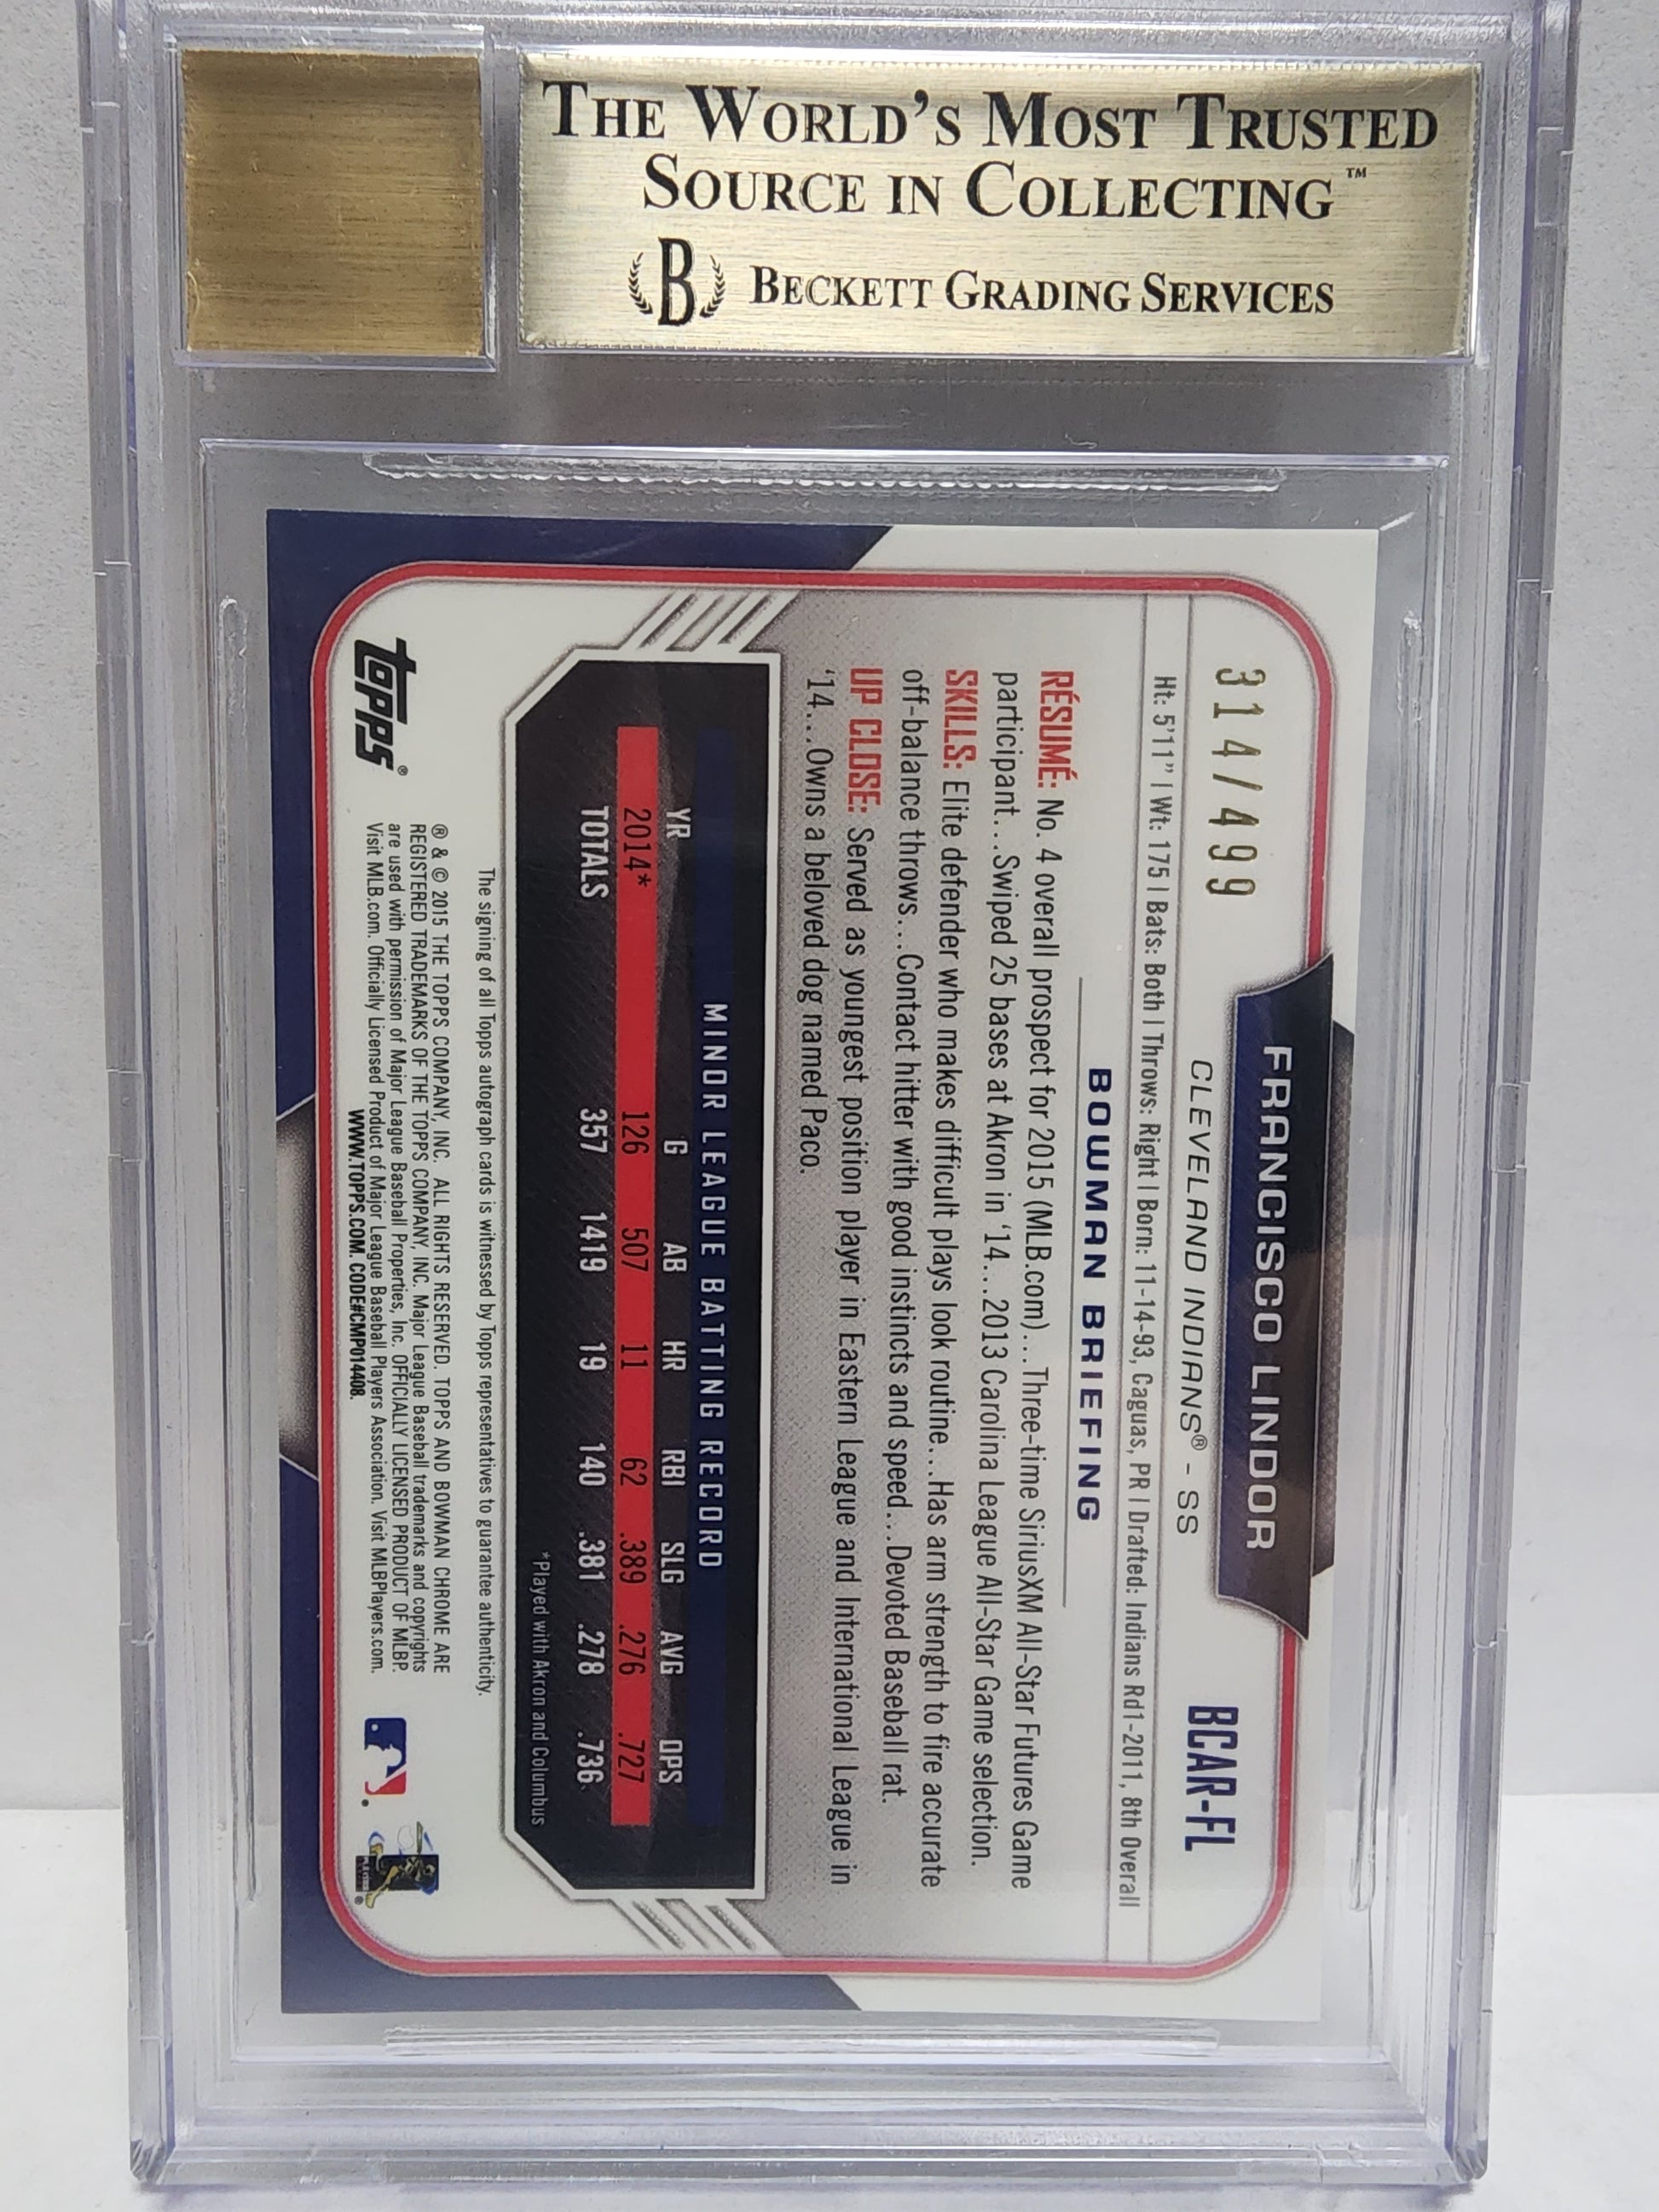 THE WORLD'S MOST TRUSTED
SOURCE IN COLLECTING™
B BECKETT GRADING SERVICES
314/499
FRANCISCO LINDOR
CLEVELAND INDIANS® - SS
BCAR-FL
Ht: 5'11" | Wt: 175 | Bats: Both | Throws: Right | Born: 11-14-93, Caguas, PR | Drafted: Indians Rd1-2011, 8th Overall
BOWMAN BRIEFING
RÉSUMÉ: No. 4 overall prospect for 2015 (MLB.com)...Three-time SiriusXM All-Star Futures Game
participant...Swiped 25 bases at Akron in '14...2013 Carolina League All-Star Game selection.
SKILLS: Elite defender who makes difficult plays look routine...Has arm strength to fire accurate
off-balance throws...Contact hitter with good instincts and speed...Devoted Baseball rat.
UP CLOSE: Served as youngest position player in Eastern League and International League in
'14...Owns a beloved dog named Paco.
MINOR LEAGUE BATTING RECORD
YR G AB HR RBI SLG AVG OPS
2014* 126 507 11 62 .389 .276 .727
TOTALS 357 1419 19 140 .381 .278 .736
*Played with Akron and Columbus
The signing of all Topps autograph cards is witnessed by Topps representatives to guarantee authenticity.
topps®
® & © 2015 THE TOPPS COMPANY, INC. ALL RIGHTS RESERVED. TOPPS AND BOWMAN CHROME ARE
REGISTERED TRADEMARKS OF THE TOPPS COMPANY, INC. Major League Baseball trademarks and copyrights
are used with permission of Major League Baseball Properties, Inc. OFFICIALLY LICENSED PRODUCT OF MLBP.
Visit MLB.com. Officially Licensed Product of Major League Baseball Players Association. Visit MLBPlayers.com.
WWW.TOPPS.COM. CODE#CMP014408.